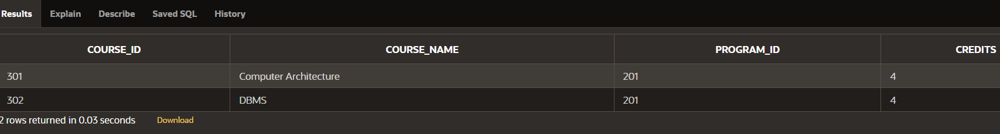 Results Explain Describe Saved SQL History
COURSE_ID COURSE_NAME PROGRAM_ID CREDITS
301 Computer Architecture 201 4
302 DBMS 201 4
2 rows returned in 0.03 seconds Download